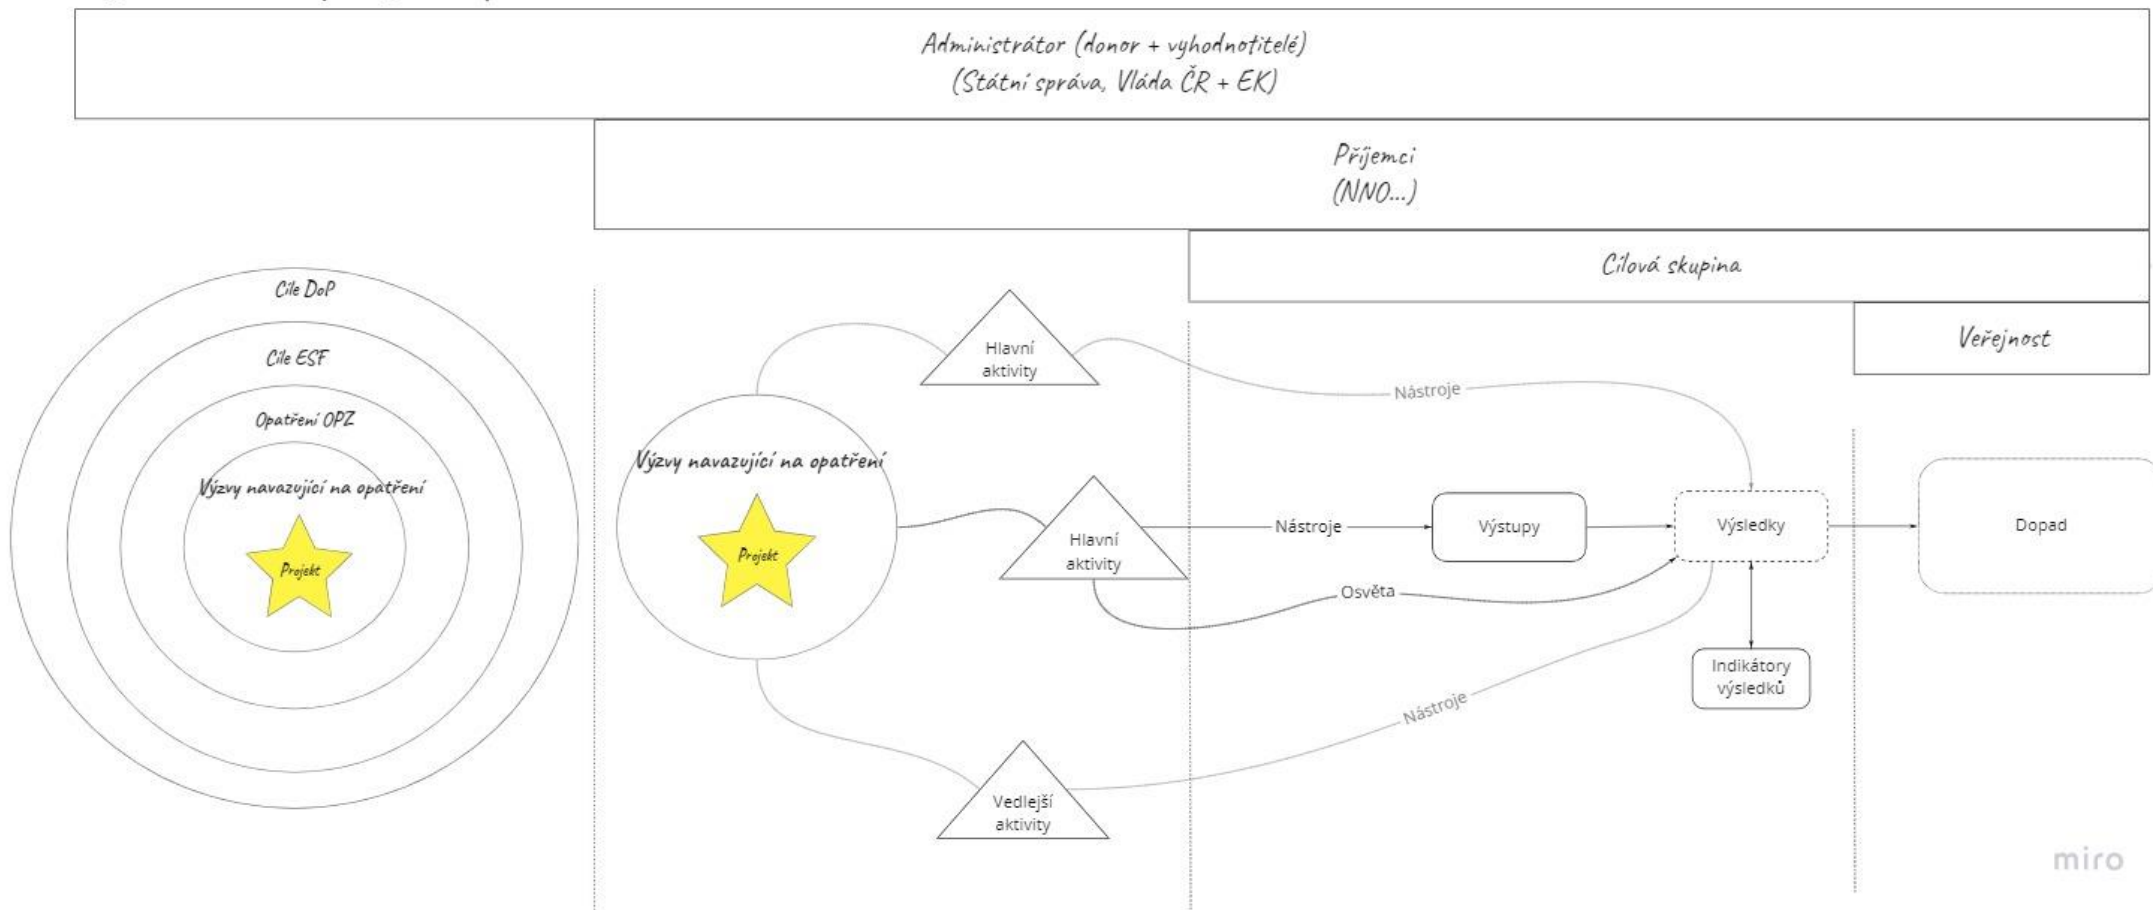 Administrátor (donor + vyhodnotitelé)
(Státní správa, Vláda ČR + EK)
Příjemci
(NNO...)
Cílová skupina
Veřejnost
Cíle DoP
Cíle ESF
Opatření OPZ
Výzvy navazující na opatření
Projekt
Výzvy navazující na opatření
Projekt
Hlavní
aktivity
Nástroje
Hlavní
aktivity
Nástroje
Výstupy
Výsledky
Dopad
Osvěta
Indikátory
výsledků
Nástroje
Vedlejší
aktivity
miro